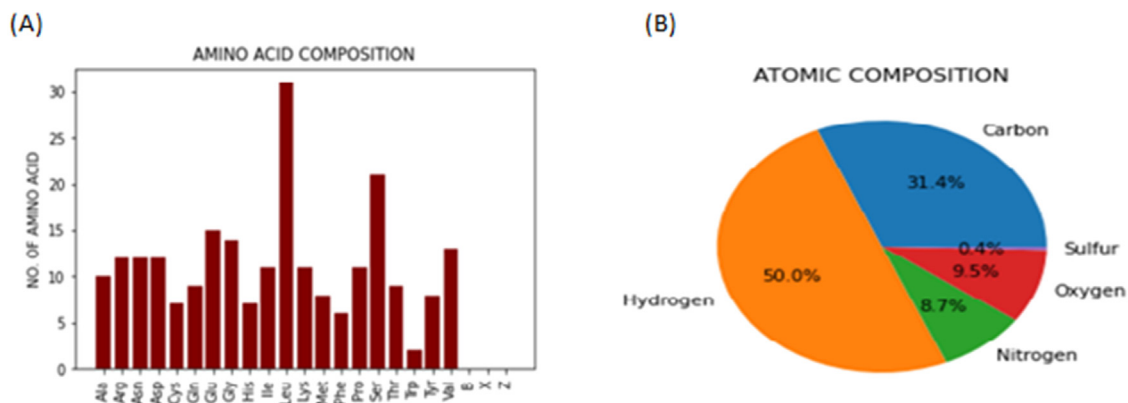 (A)
AMINO ACID COMPOSITION
NO. OF AMINO ACID
30
25
20
15
10
5
0
Ala Arg Asn Asp Cys Gln Glu Gly His Ile Leu Lys Met Phe Pro Ser Thr Trp Tyr Val B X Z
(B)
ATOMIC COMPOSITION
Carbon
31.4%
0.4% Sulfur
9.5%
Oxygen
50.0%
Hydrogen
8.7%
Nitrogen